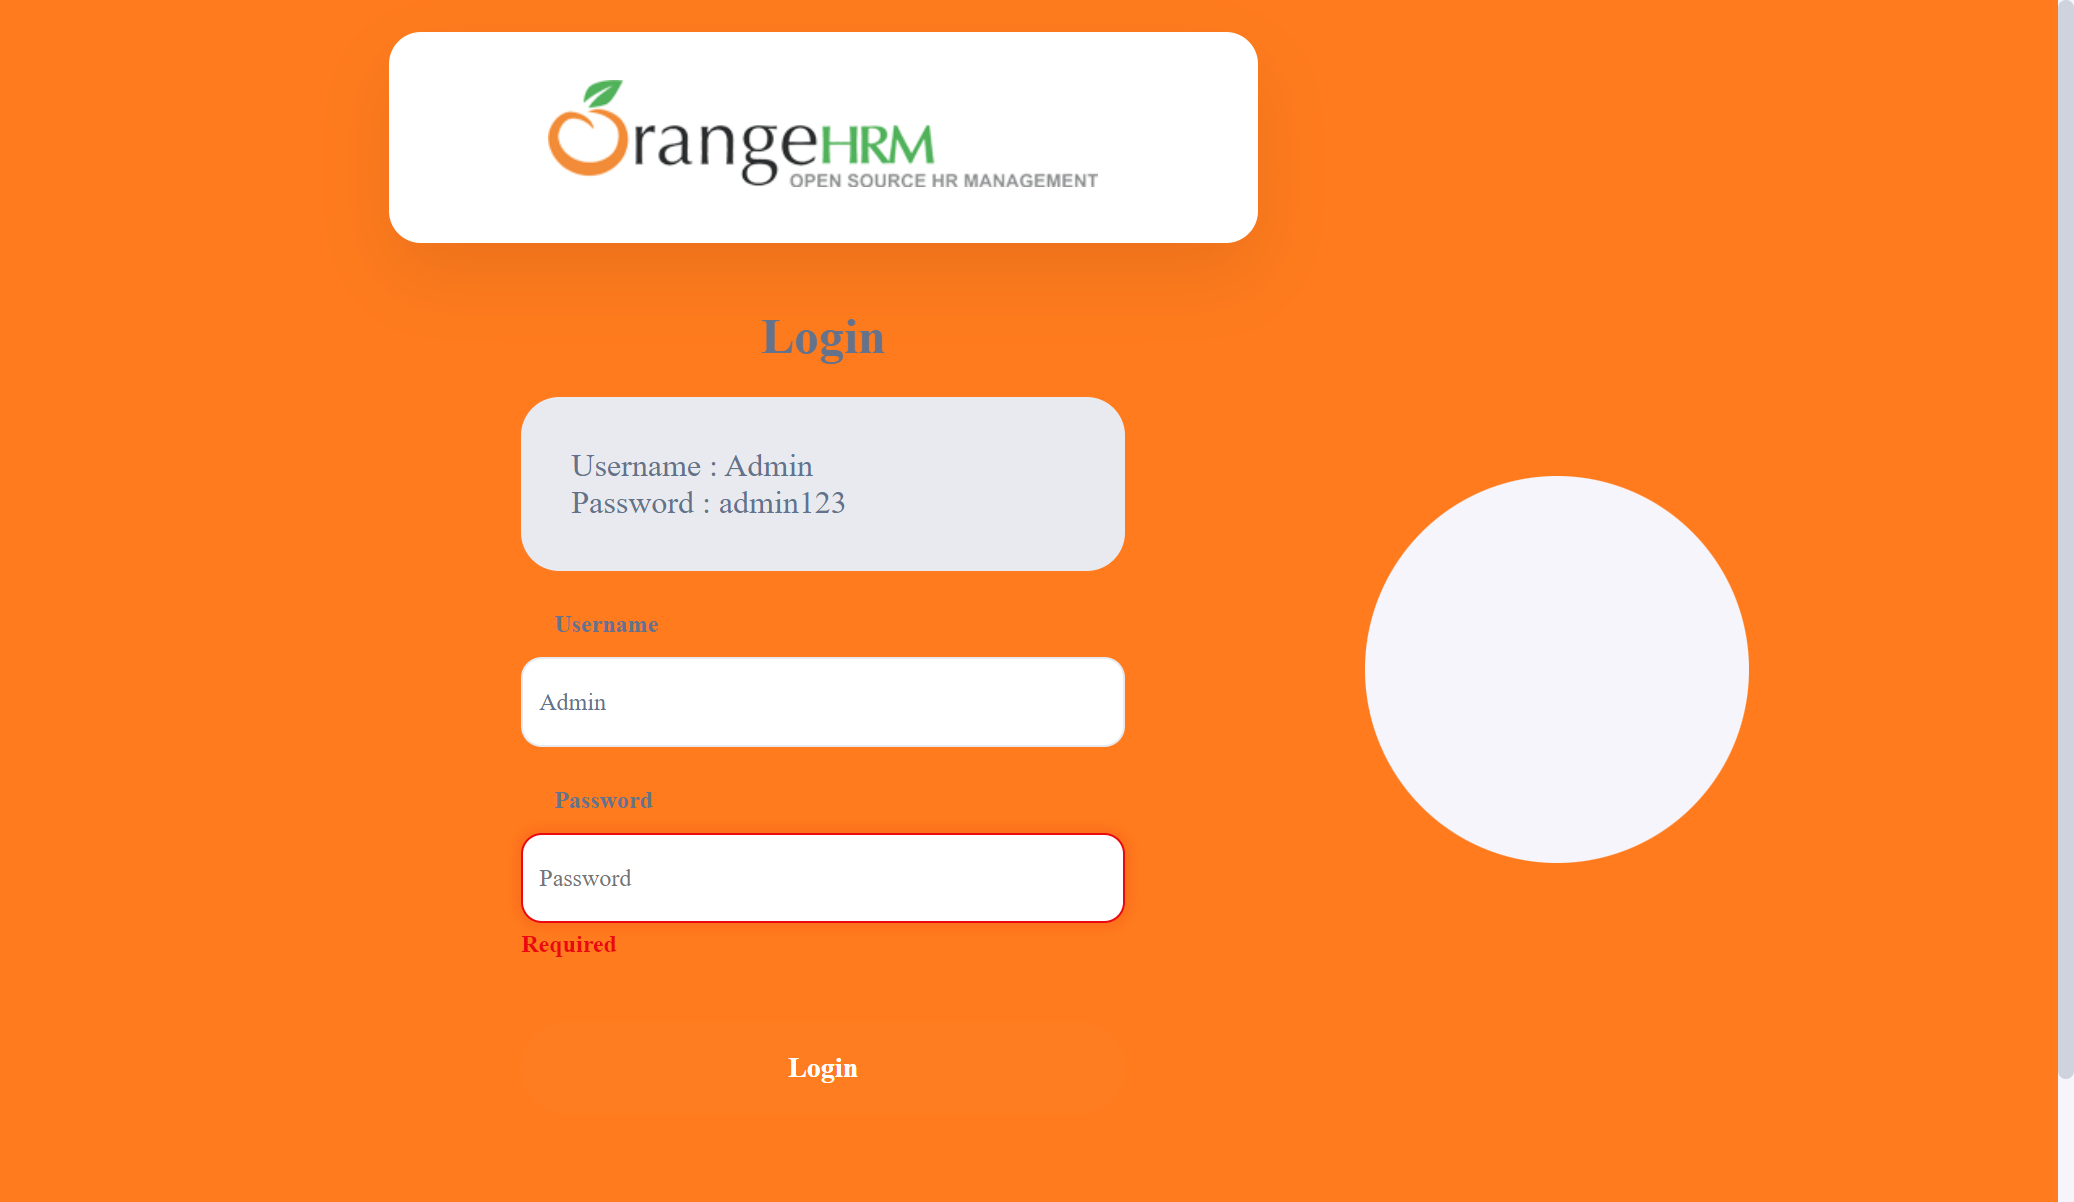 OrangeHRM
OPEN SOURCE HR MANAGEMENT
Login
Username : Admin
Password : admin123
Username
Admin
Password
Password
Required
Login